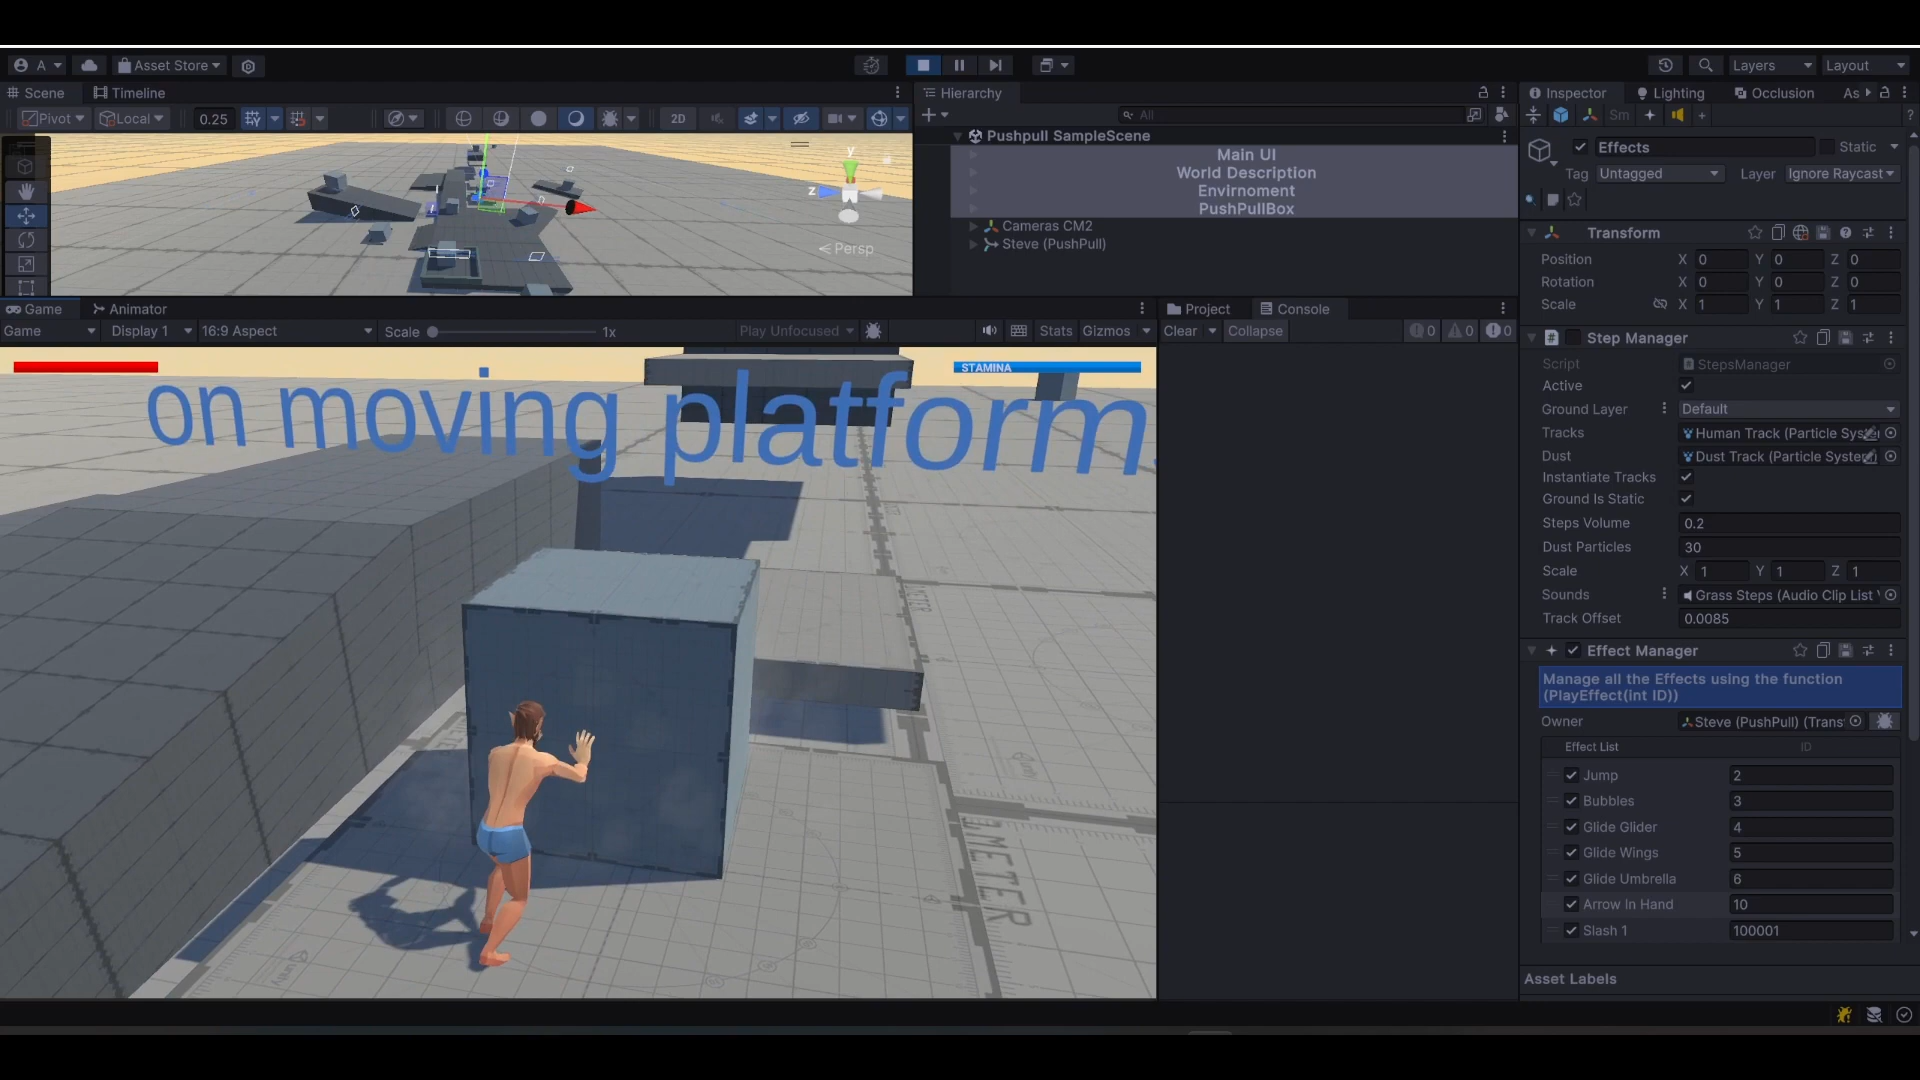 A
Asset Store
Layers
Layout
Scene
Timeline
Hierarchy
Inspector
Lighting
Occlusion
As
Pivot
Local
0.25
2D
All
Sm
Pushpull SampleScene
Main UI
World Description
Envirnoment
PushPullBox
Cameras CM2
Steve (PushPull)
y
z
Persp
Effects
Static
Tag
Untagged
Layer
Ignore Raycast
Transform
Position
X 0 Y 0 Z 0
Rotation
X 0 Y 0 Z 0
Scale
X 1 Y 1 Z 1
Game
Animator
Project
Console
Game
Display 1
16:9 Aspect
Scale
1x
Play Unfocused
Stats
Gizmos
Clear
Collapse
0
0
0
STAMINA
on moving platform
METER
Step Manager
Script
StepsManager
Active
Ground Layer
Default
Tracks
Human Track (Particle Syste
Dust
Dust Track (Particle System)
Instantiate Tracks
Ground Is Static
Steps Volume
0.2
Dust Particles
30
Scale
X 1 Y 1 Z 1
Sounds
Grass Steps (Audio Clip List
Track Offset
0.0085
Effect Manager
Manage all the Effects using the function
(PlayEffect(int ID))
Owner
Steve (PushPull) (Trans
Effect List
ID
Jump
2
Bubbles
3
Glide Glider
4
Glide Wings
5
Glide Umbrella
6
Arrow In Hand
10
Slash 1
100001
Asset Labels